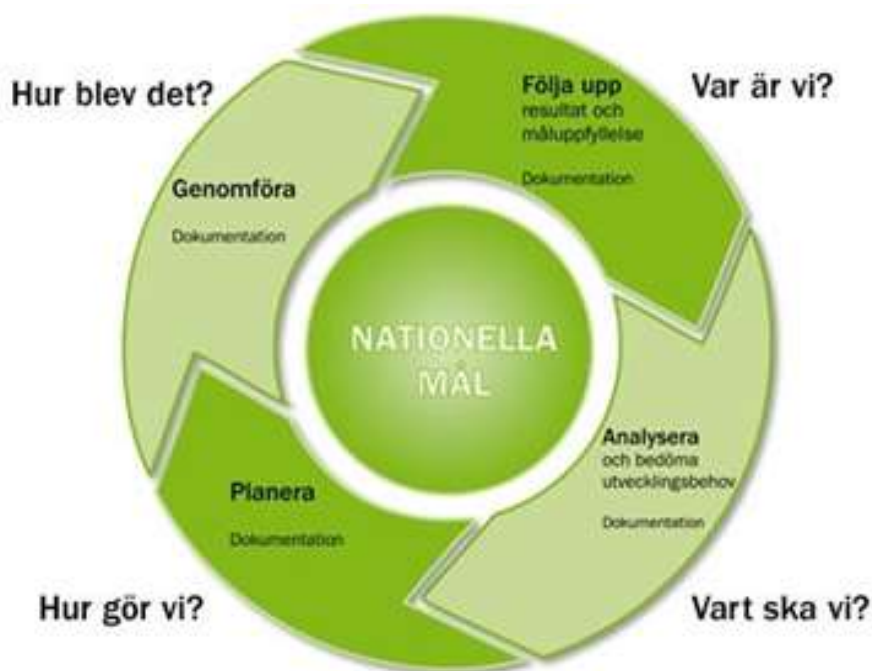 Hur blev det?
Var är vi?
Följa upp
resultat och
måluppfyllelse
Dokumentation
Genomföra
Dokumentation
NATIONELLA
MÅL
Analysera
och bedöma
utvecklingsbehov
Dokumentation
Planera
Dokumentation
Hur gör vi?
Vart ska vi?